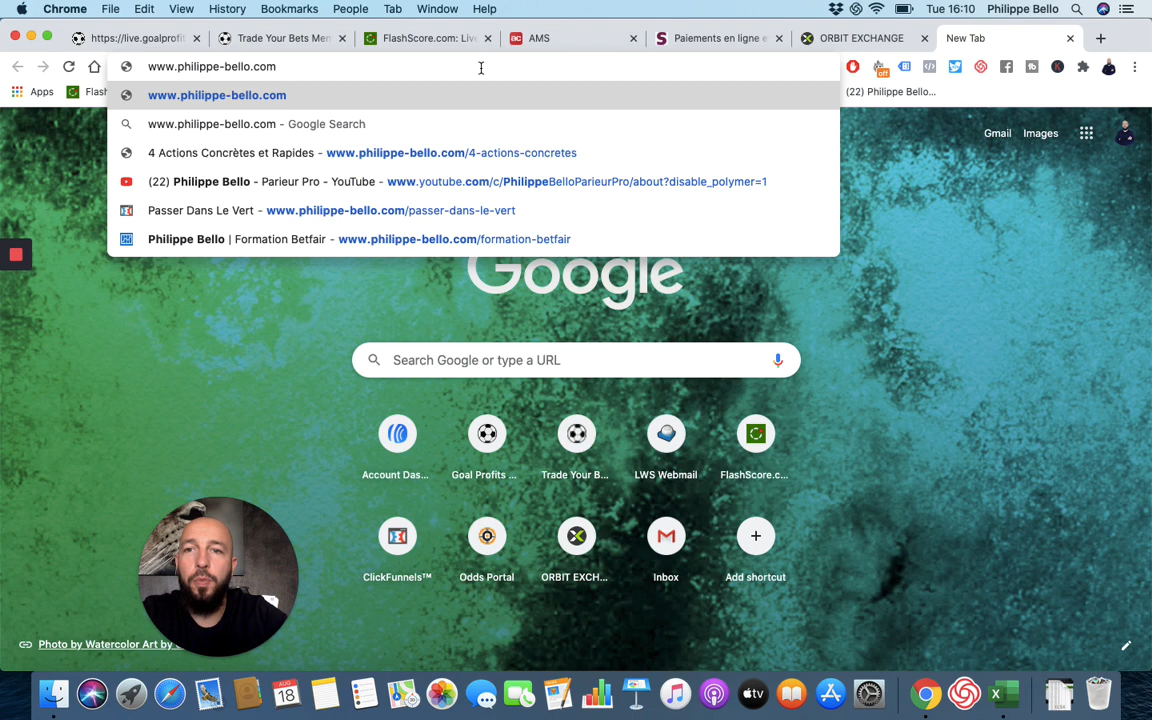 Chrome File Edit View History Bookmarks People Tab Window Help Tue 16:10 Philippe Bello
https://live.goalprofit Trade Your Bets Men FlashScore.com: Live AMS Paiements en ligne e ORBIT EXCHANGE New Tab
www.philippe-bello.com off
Apps Flash (22) Philippe Bello...
www.philippe-bello.com
www.philippe-bello.com - Google Search
4 Actions Concrètes et Rapides - www.philippe-bello.com/4-actions-concretes
(22) Philippe Bello - Parieur Pro - YouTube - www.youtube.com/c/PhilippeBelloParieurPro/about?disable_polymer=1
Passer Dans Le Vert - www.philippe-bello.com/passer-dans-le-vert
Philippe Bello | Formation Betfair - www.philippe-bello.com/formation-betfair
Gmail Images
Google
Search Google or type a URL
Account Das... Goal Profits ... Trade Your B... LWS Webmail FlashScore.c...
ClickFunnels™ Odds Portal ORBIT EXCH... Inbox Add shortcut
Photo by Watercolor Art by
AUG
18
tv